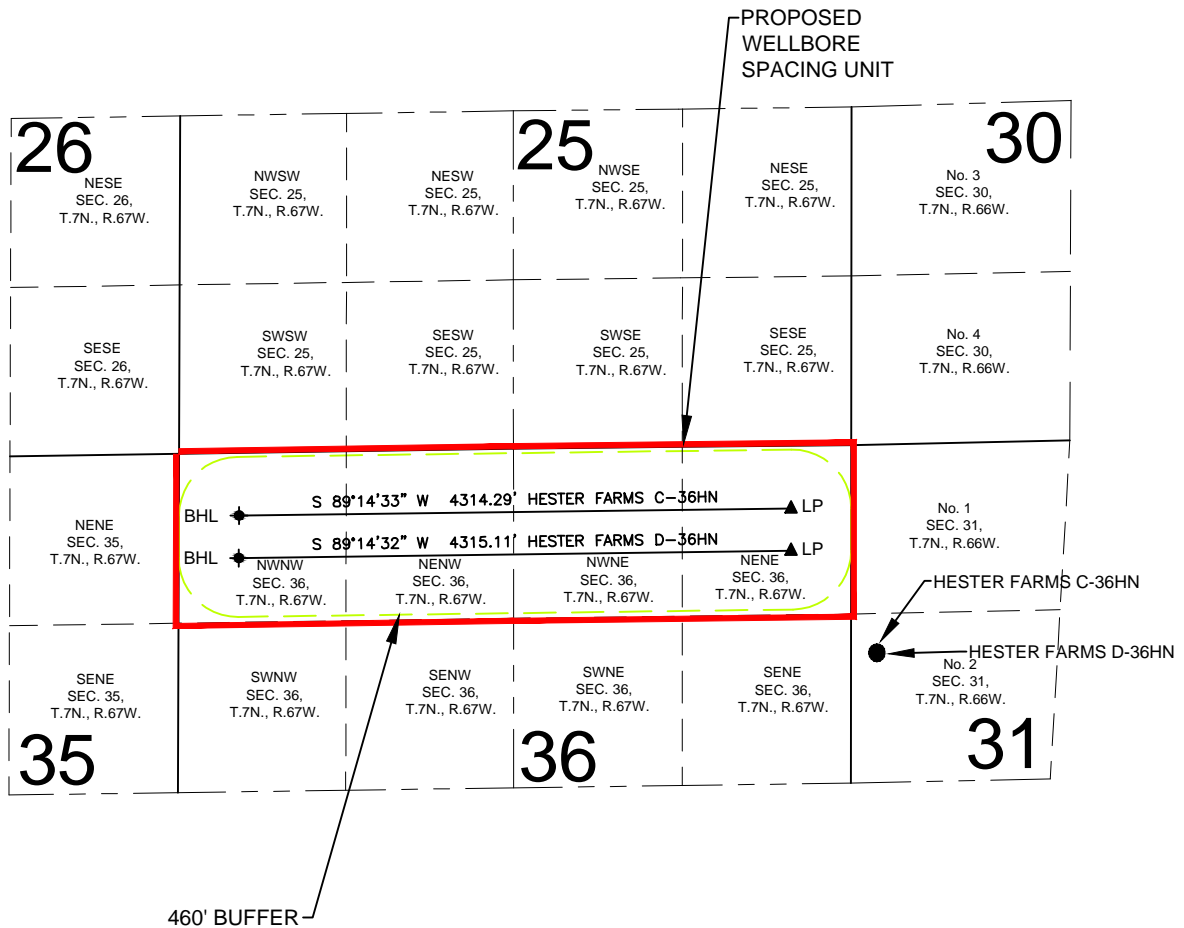 PROPOSED
WELLBORE
SPACING UNIT
26
25
30
NESE
SEC. 26,
T.7N., R.67W.
NWSW
SEC. 25,
T.7N., R.67W.
NESW
SEC. 25,
T.7N., R.67W.
NWSE
SEC. 25,
T.7N., R.67W.
NESE
SEC. 25,
T.7N., R.67W.
No. 3
SEC. 30,
T.7N., R.66W.
SESE
SEC. 26,
T.7N., R.67W.
SWSW
SEC. 25,
T.7N., R.67W.
SESW
SEC. 25,
T.7N., R.67W.
SWSE
SEC. 25,
T.7N., R.67W.
SESE
SEC. 25,
T.7N., R.67W.
No. 4
SEC. 30,
T.7N., R.66W.
S 89°14'33" W 4314.29' HESTER FARMS C-36HN
BHL
LP
S 89°14'32" W 4315.11' HESTER FARMS D-36HN
BHL
LP
NENE
SEC. 35,
T.7N., R.67W.
NWNW
SEC. 36,
T.7N., R.67W.
NENW
SEC. 36,
T.7N., R.67W.
NWNE
SEC. 36,
T.7N., R.67W.
NENE
SEC. 36,
T.7N., R.67W.
No. 1
SEC. 31,
T.7N., R.66W.
HESTER FARMS C-36HN
HESTER FARMS D-36HN
SENE
SEC. 35,
T.7N., R.67W.
SWNW
SEC. 36,
T.7N., R.67W.
SENW
SEC. 36,
T.7N., R.67W.
SWNE
SEC. 36,
T.7N., R.67W.
SENE
SEC. 36,
T.7N., R.67W.
No. 2
SEC. 31,
T.7N., R.66W.
35
36
31
460' BUFFER